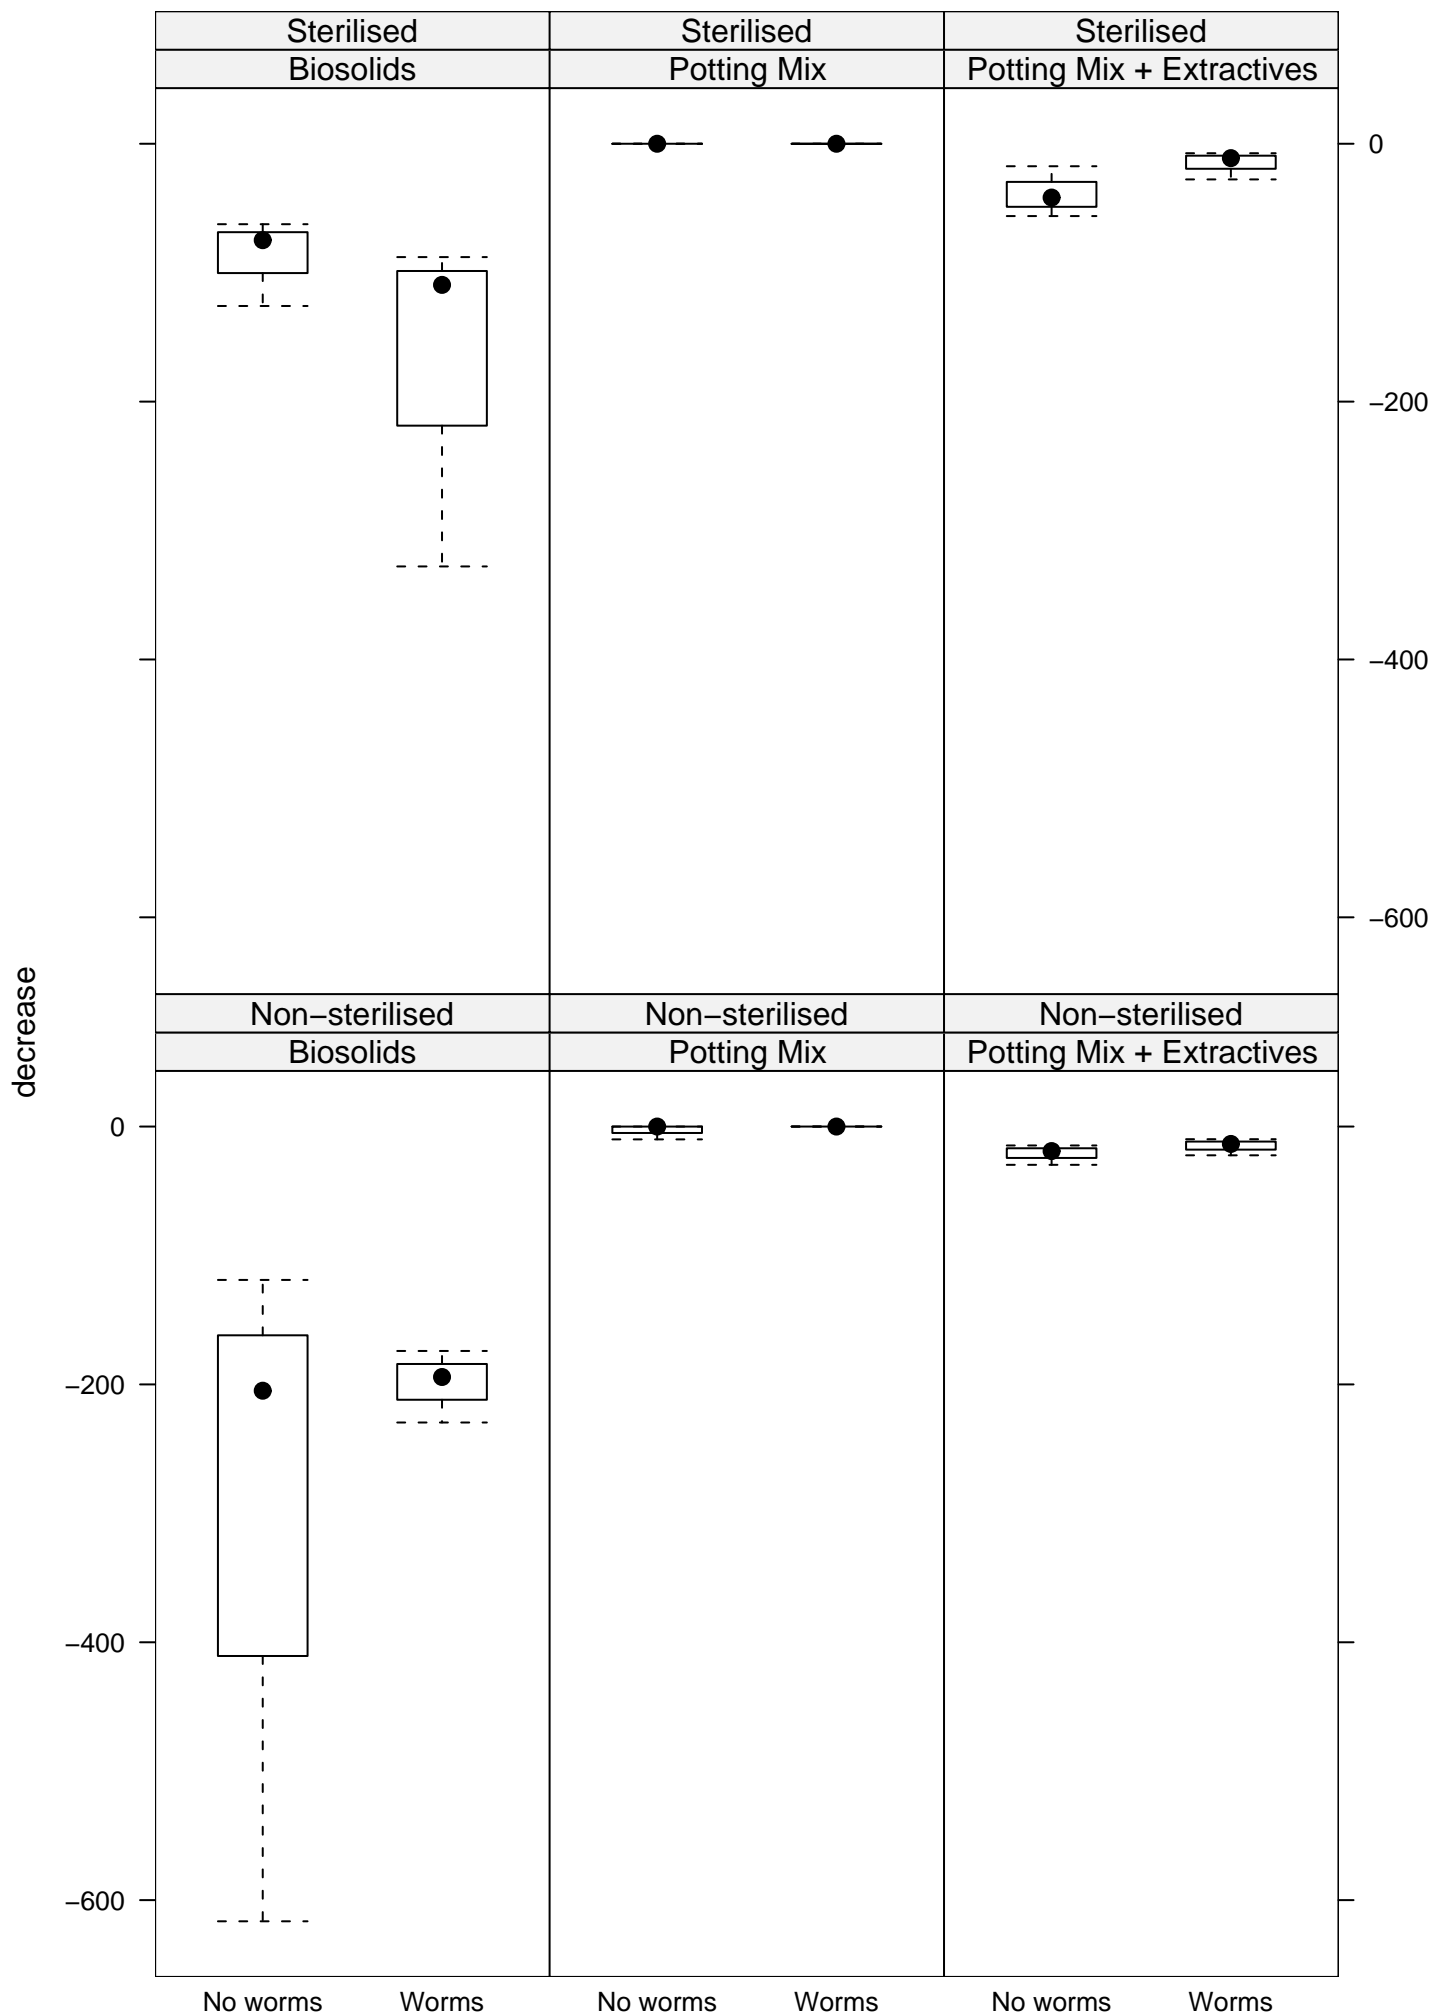 Sterilised Sterilised Sterilised
Biosolids Potting Mix Potting Mix + Extractives
0
−200
−400
−600
decrease
Non−sterilised Non−sterilised Non−sterilised
Biosolids Potting Mix Potting Mix + Extractives
0
−200
−400
−600
No worms Worms No worms Worms No worms Worms